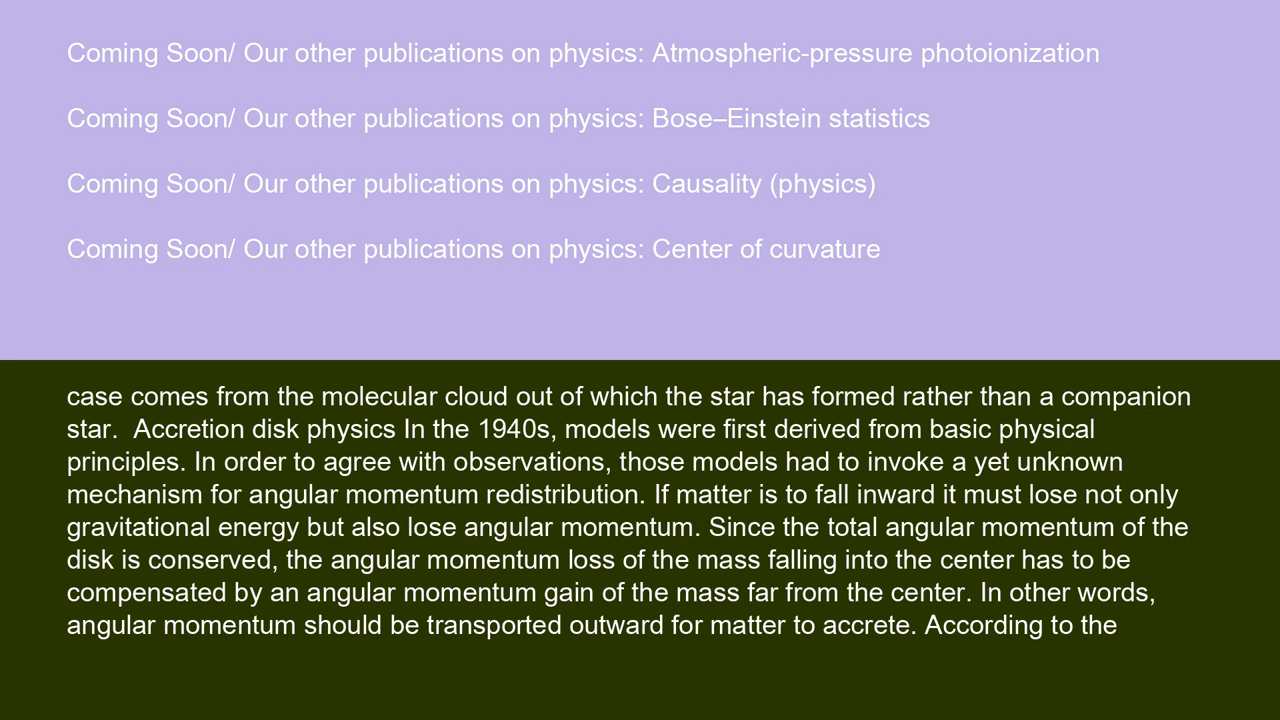 Coming Soon/ Our other publications on physics: Atmospheric-pressure photoionization
Coming Soon/ Our other publications on physics: Bose–Einstein statistics
Coming Soon/ Our other publications on physics: Causality (physics)
Coming Soon/ Our other publications on physics: Center of curvature
case comes from the molecular cloud out of which the star has formed rather than a companion
star.  Accretion disk physics In the 1940s, models were first derived from basic physical
principles. In order to agree with observations, those models had to invoke a yet unknown
mechanism for angular momentum redistribution. If matter is to fall inward it must lose not only
gravitational energy but also lose angular momentum. Since the total angular momentum of the
disk is conserved, the angular momentum loss of the mass falling into the center has to be
compensated by an angular momentum gain of the mass far from the center. In other words,
angular momentum should be transported outward for matter to accrete. According to the